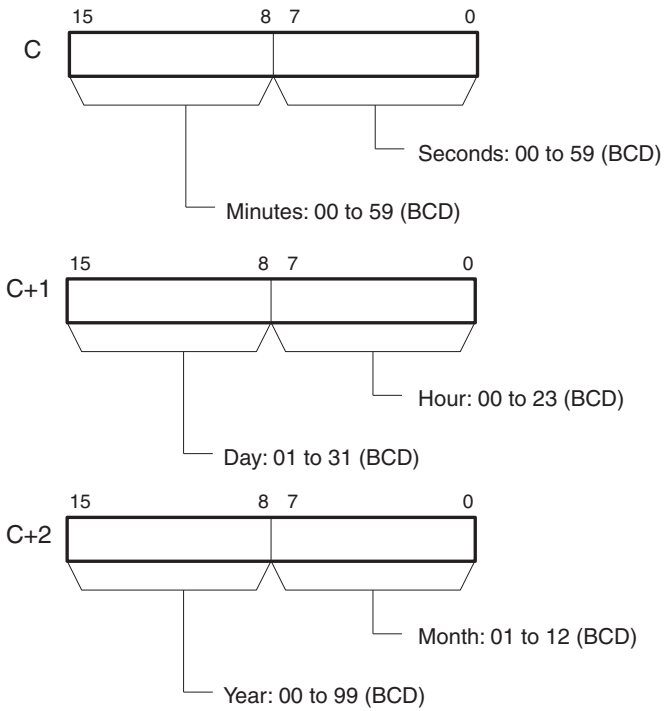 15 8 7 0
C
Seconds: 00 to 59 (BCD)
Minutes: 00 to 59 (BCD)
15 8 7 0
C+1
Hour: 00 to 23 (BCD)
Day: 01 to 31 (BCD)
15 8 7 0
C+2
Month: 01 to 12 (BCD)
Year: 00 to 99 (BCD)